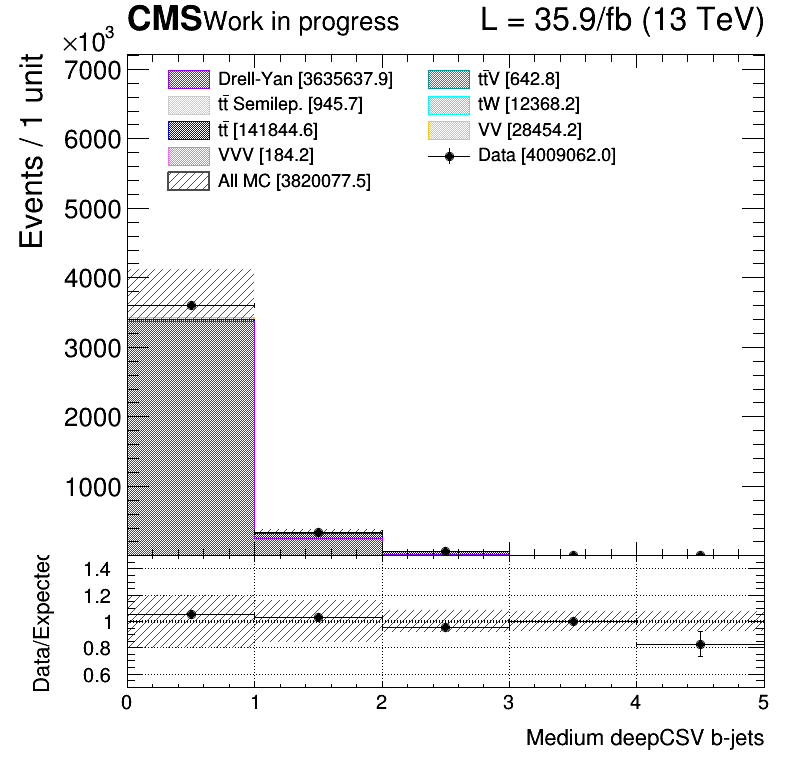 CMS Work in progress L = 35.9/fb (13 TeV)
×10³
Events / 1 unit
7000
6000
5000
4000
3000
2000
1000
Drell-Yan [3635637.9]
tt̄ Semilep. [945.7]
tt̄ [141844.6]
VVV [184.2]
All MC [3820077.5]
tt̄V [642.8]
tW [12368.2]
VV [28454.2]
Data [4009062.0]
Data/Expected
1.4
1.2
1
0.8
0.6
0 1 2 3 4 5
Medium deepCSV b-jets